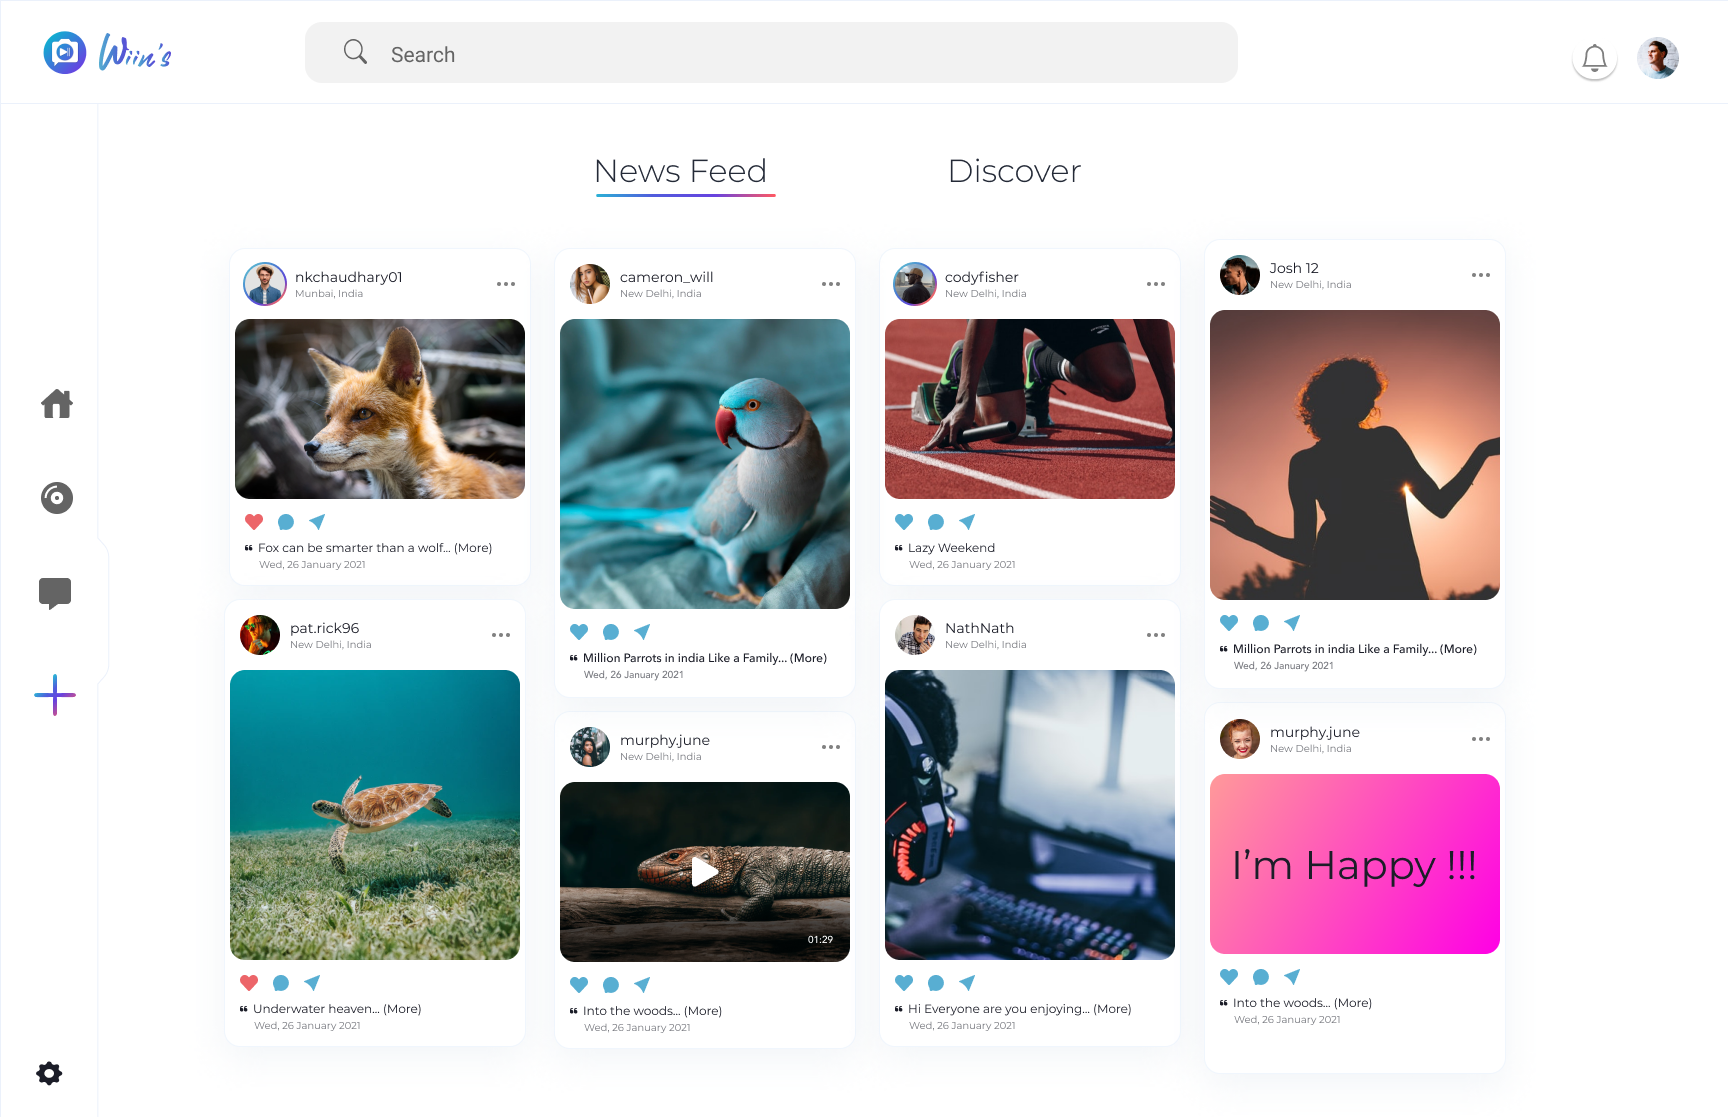 Wiin's
Search
News Feed
Discover
nkchaudhary01
Munbai, India
“ Fox can be smarter than a wolf... (More)
Wed, 26 January 2021
pat.rick96
New Delhi, India
“ Underwater heaven... (More)
Wed, 26 January 2021
cameron_will
New Delhi, India
“ Million Parrots in india Like a Family... (More)
Wed, 26 January 2021
murphy.june
New Delhi, India
01:29
“ Into the woods... (More)
Wed, 26 January 2021
codyfisher
New Delhi, India
“ Lazy Weekend
Wed, 26 January 2021
NathNath
New Delhi, India
“ Hi Everyone are you enjoying... (More)
Wed, 26 January 2021
Josh 12
New Delhi, India
“ Million Parrots in india Like a Family... (More)
Wed, 26 January 2021
murphy.june
New Delhi, India
I’m Happy !!!
“ Into the woods... (More)
Wed, 26 January 2021